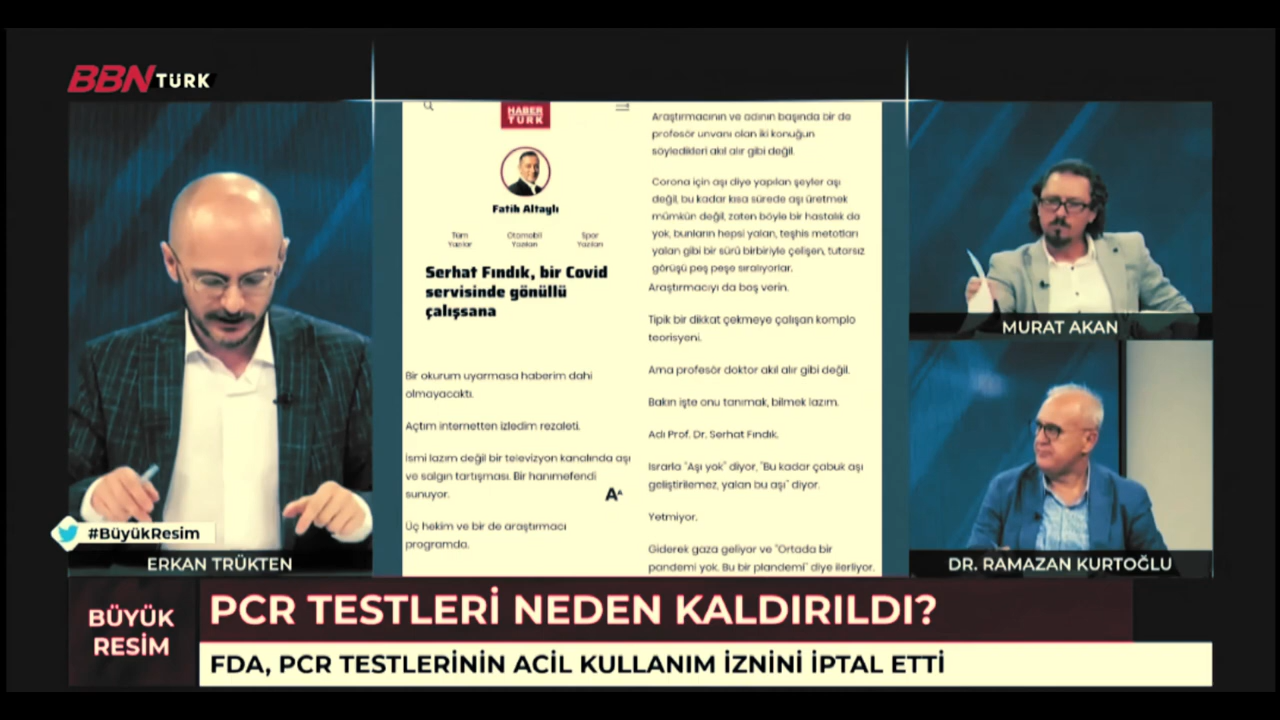 BBN TÜRK
HABER
TÜRK
Fatih Altaylı
Tüm
Yazılar
Otomobil
Yazıları
Spor
Yazıları
Serhat Fındık, bir Covid
servisinde gönüllü
çalışsana
Bir okurum uyarmasa haberim dahi
olmayacaktı.
Açtım internetten izledim rezaleti.
İsmi lazım değil bir televizyon kanalında aşı
ve salgın tartışması. Bir hanımefendi
sunuyor.
AA
Üç hekim ve bir de araştırmacı
programda.
Araştırmacının ve adının başında bir de
profesör unvanı olan iki konuğun
söyledikleri akıl alır gibi değil.
Corona için aşı diye yapılan şeyler aşı
değil, bu kadar kısa sürede aşı üretmek
mümkün değil, zaten böyle bir hastalık da
yok, bunların hepsi yalan, teşhis metotları
yalan gibi bir sürü birbiriyle çelişen, tutarsız
görüşü peş peşe sıralıyorlar.
Araştırmacıyı da boş verin.
Tipik bir dikkat çekmeye çalışan komplo
teorisyeni.
Ama profesör doktor akıl alır gibi değil.
Bakın işte onu tanımak, bilmek lazım.
Adı Prof. Dr. Serhat Fındık.
Israrla "Aşı yok" diyor, "Bu kadar çabuk aşı
geliştirilemez, yalan bu aşı" diyor.
Yetmiyor.
Giderek gaza geliyor ve "Ortada bir
pandemi yok. Bu bir plandemi" diye ilerliyor.
MURAT AKAN
#BüyükResim
ERKAN TRÜKTEN
DR. RAMAZAN KURTOĞLU
BÜYÜK
RESİM
PCR TESTLERİ NEDEN KALDIRILDI?
FDA, PCR TESTLERİNİN ACİL KULLANIM İZNİNİ İPTAL ETTİ